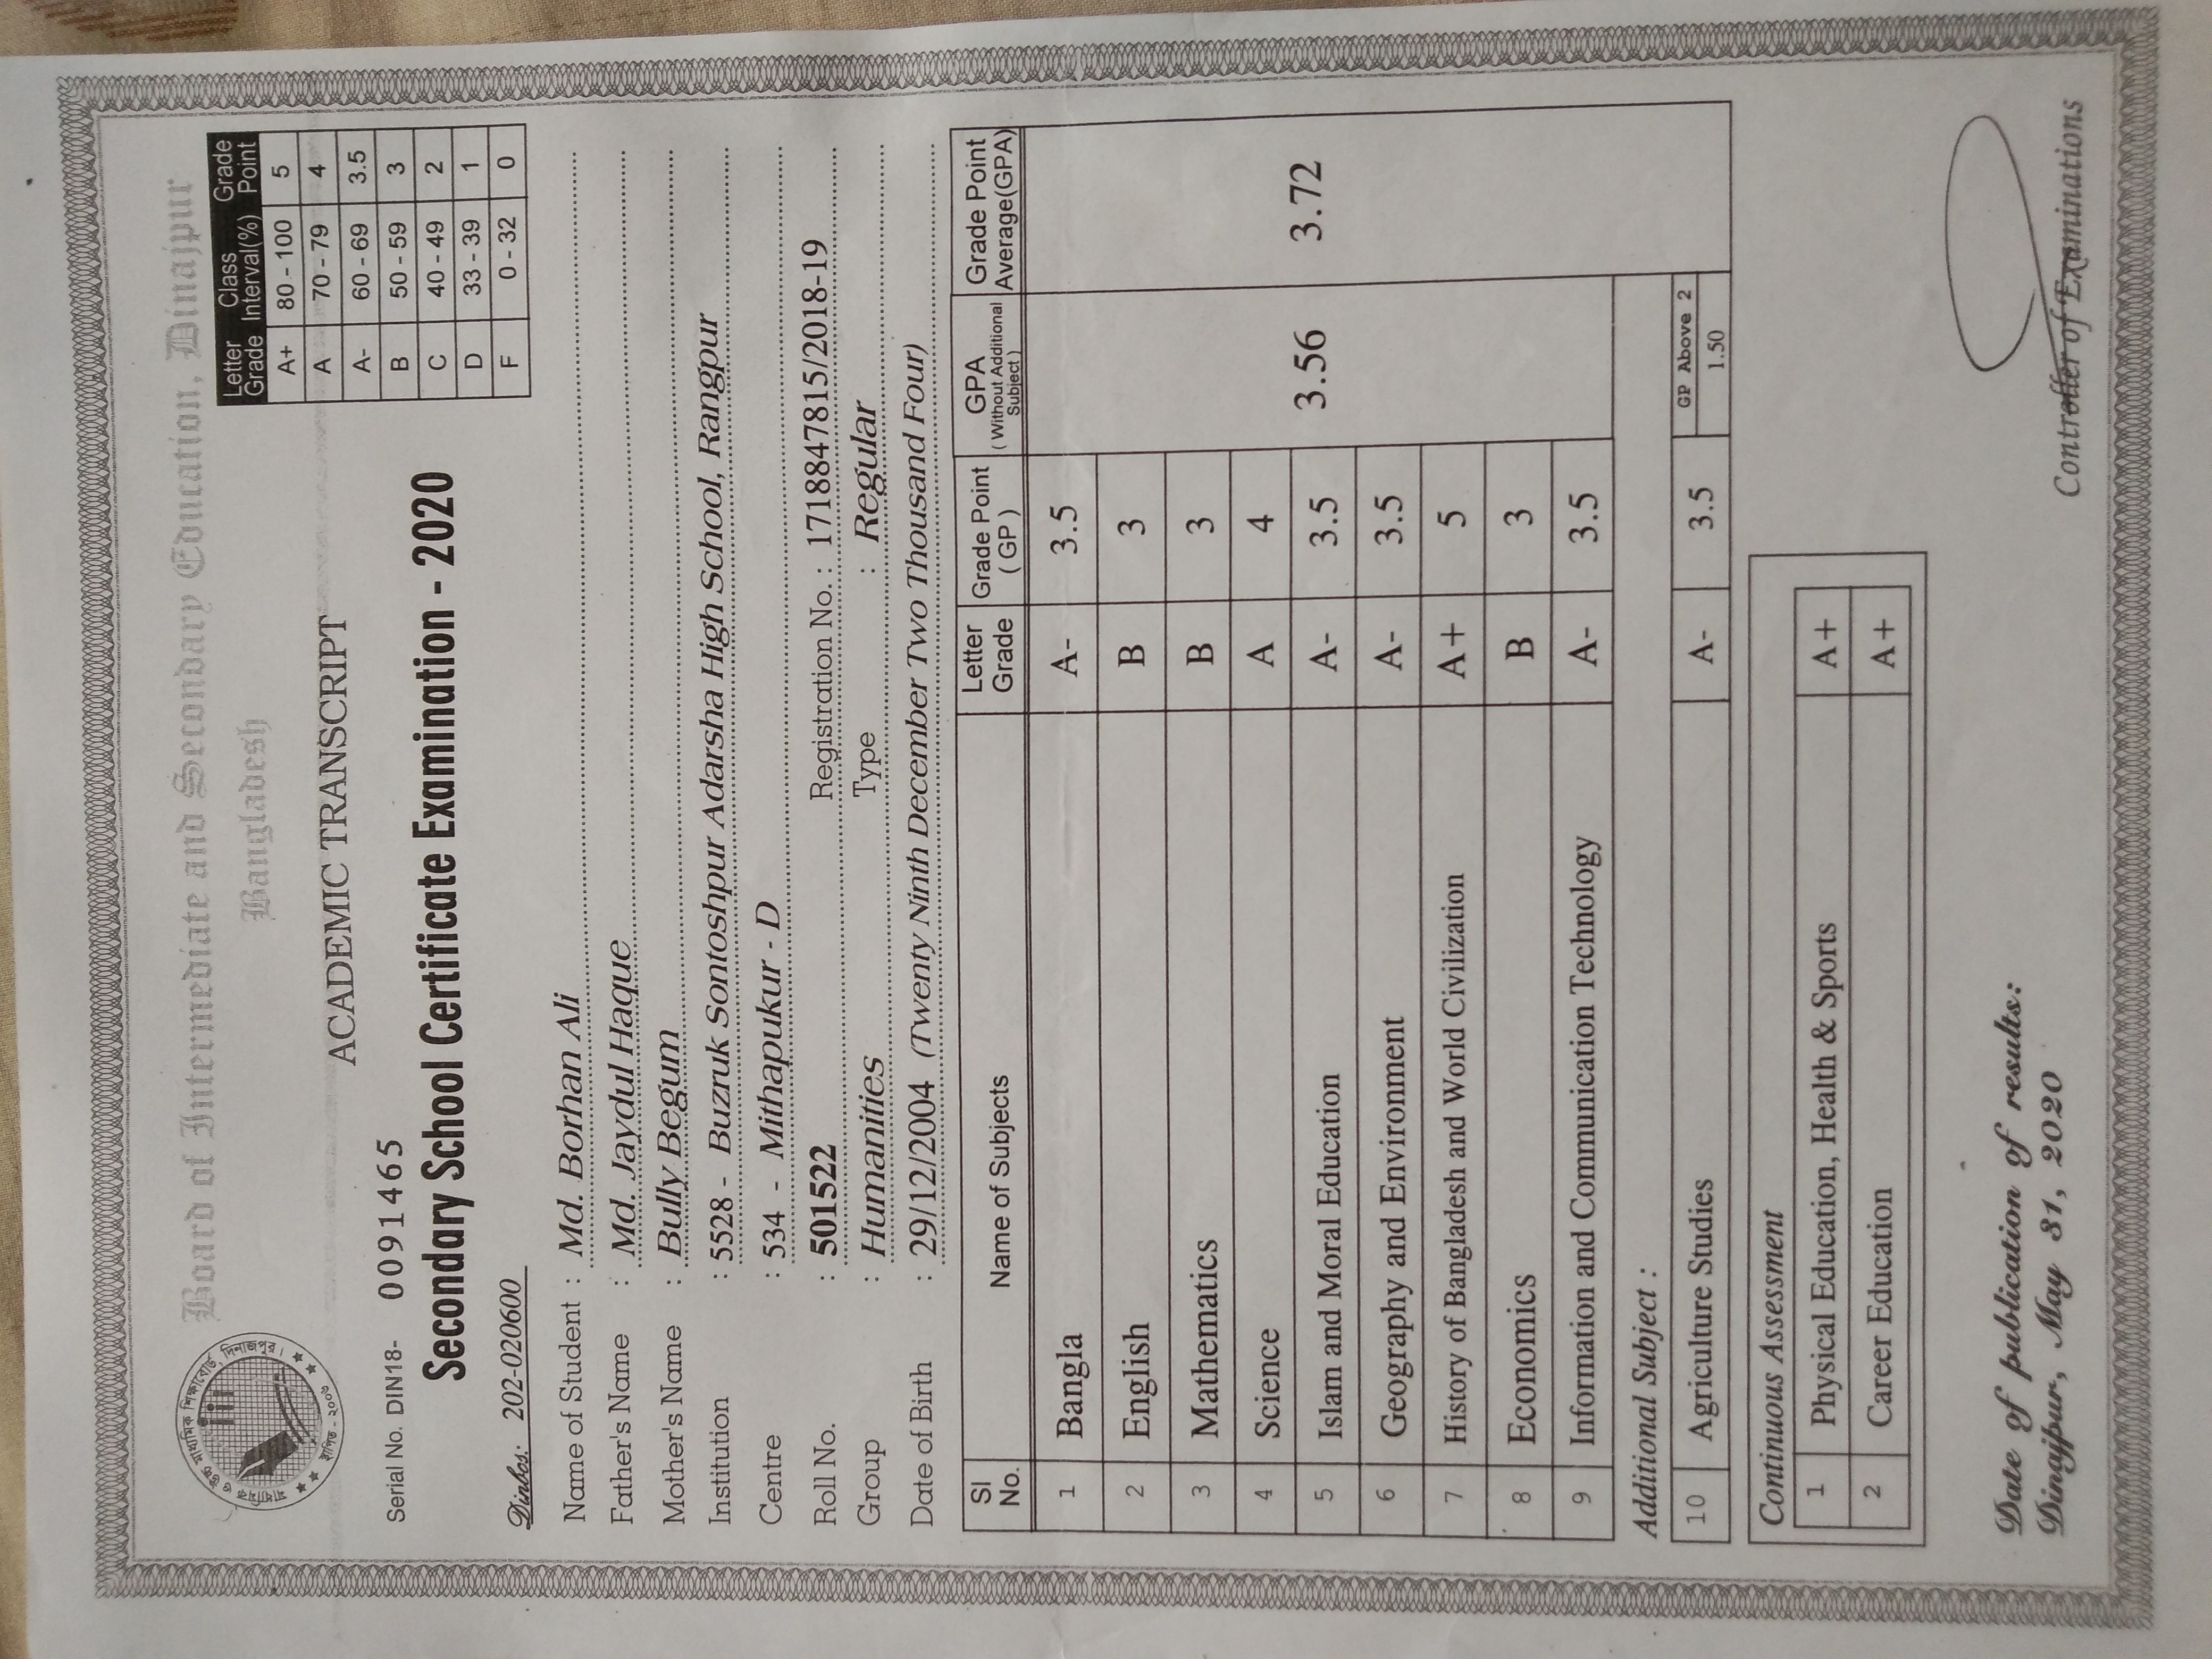 মাধ্যমিক ও উচ্চ মাধ্যমিক শিক্ষাবোর্ড, দিনাজপুর।
স্থাপিত - ২০০৬
Board of Intermediate and Secondary Education, Dinajpur
Bangladesh
ACADEMIC TRANSCRIPT
Letter Grade Class Interval(%) Grade Point
A+ 80 - 100 5
A 70 - 79 4
A- 60 - 69 3.5
B 50 - 59 3
C 40 - 49 2
D 33 - 39 1
F 0 - 32 0
Serial No. DIN18- 0091465
Secondary School Certificate Examination - 2020
Dinbos: 202-020600
Name of Student : Md. Borhan Ali
Father's Name : Md. Jaydul Haque
Mother's Name : Bully Begum
Institution : 5528 - Buzruk Sontoshpur Adarsha High School, Rangpur
Centre : 534 - Mithapukur - D
Roll No. : 501522 Registration No. : 1718847815/2018-19
Group : Humanities Type : Regular
Date of Birth : 29/12/2004 (Twenty Ninth December Two Thousand Four)
Sl No. Name of Subjects Letter Grade Grade Point ( GP ) GPA ( Without Additional Subject ) Grade Point Average(GPA)
1 Bangla A- 3.5
2 English B 3
3 Mathematics B 3
4 Science A 4
5 Islam and Moral Education A- 3.5 3.56 3.72
6 Geography and Environment A- 3.5
7 History of Bangladesh and World Civilization A+ 5
8 Economics B 3
9 Information and Communication Technology A- 3.5
Additional Subject :
10 Agriculture Studies A- 3.5 GP Above 2 1.50
Continuous Assessment
1 Physical Education, Health & Sports A+
2 Career Education A+
Date of publication of results:
Dinajpur, May 31, 2020
Controller of Examinations